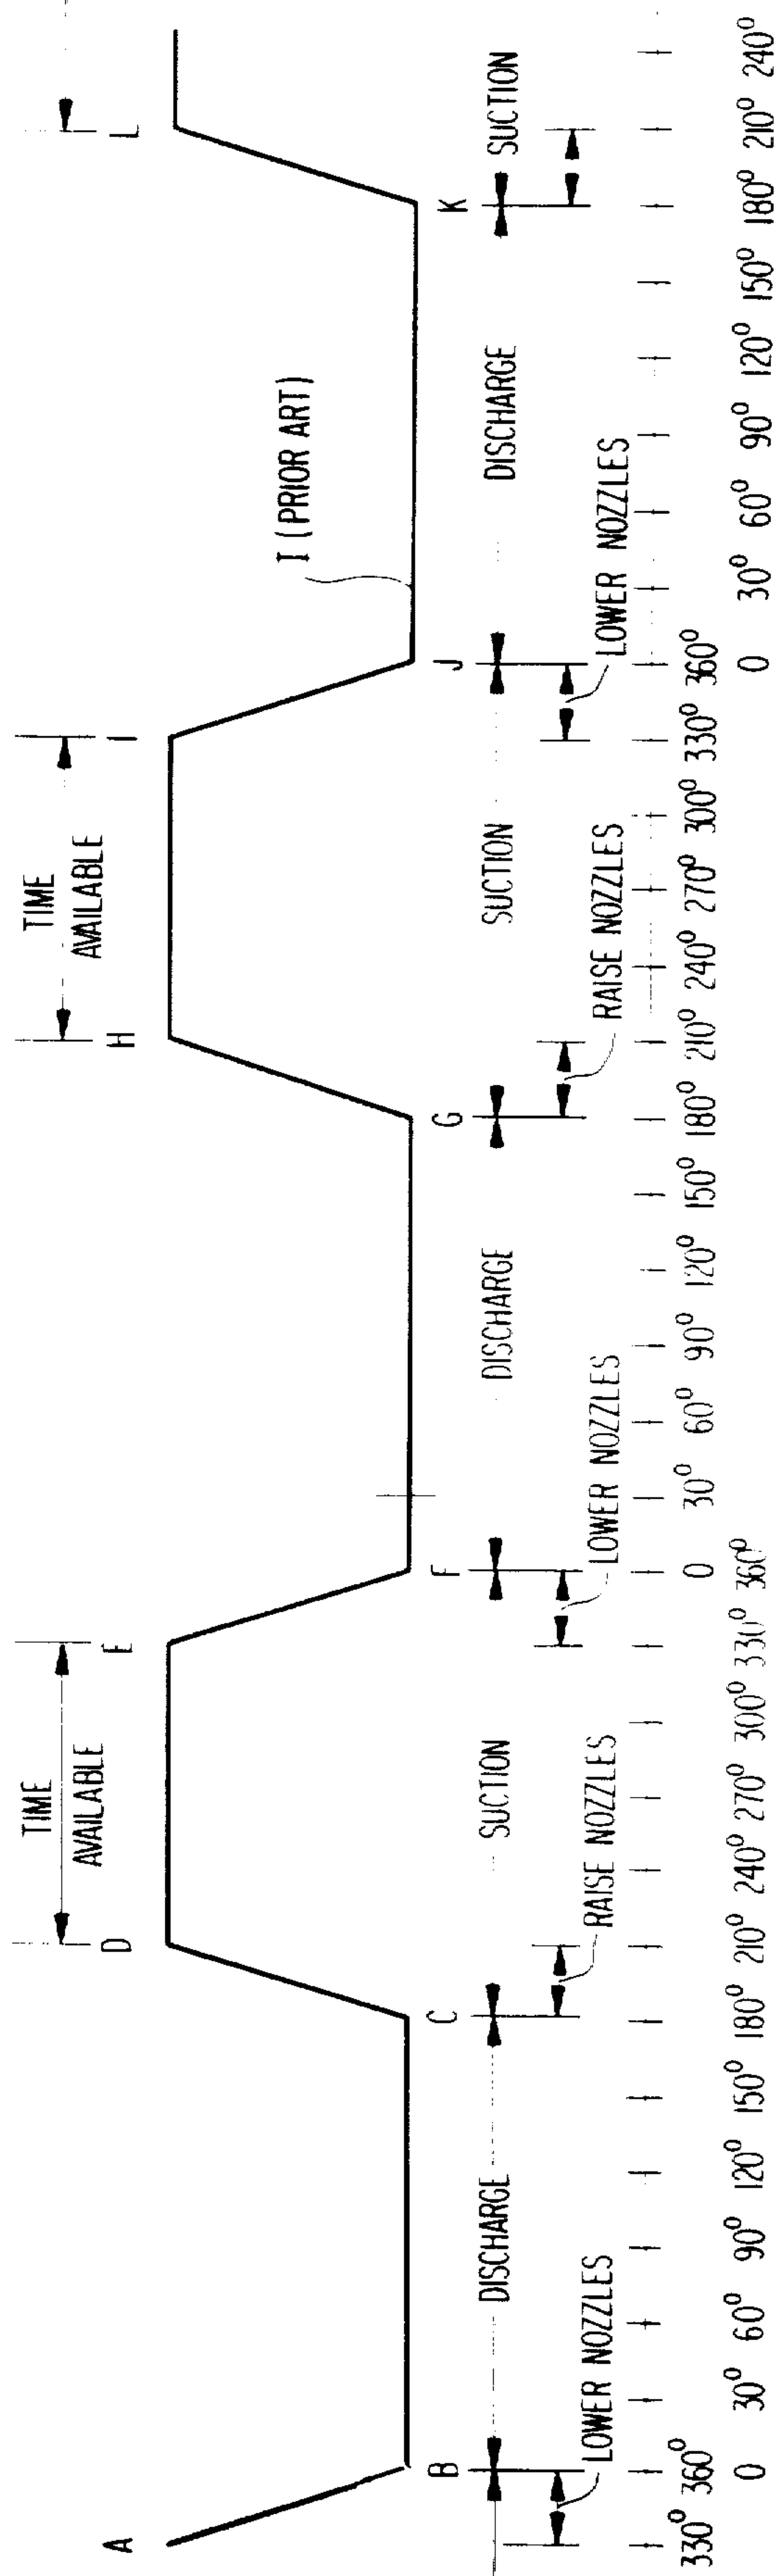 TIME TIME
AVAILABLE AVAILABLE
A D E H I L
I (PRIOR ART)
B C F G J K
DISCHARGE SUCTION DISCHARGE SUCTION DISCHARGE SUCTION
LOWER NOZZLES RAISE NOZZLES LOWER NOZZLES RAISE NOZZLES LOWER NOZZLES
330° 360° 0 30° 60° 90° 120° 150° 180° 210° 240° 270° 300° 330° 360°
0 30° 60° 90° 120° 150° 180° 210° 240° 270° 300° 330° 360° 0 30° 60° 90° 120° 150° 180° 210° 240°